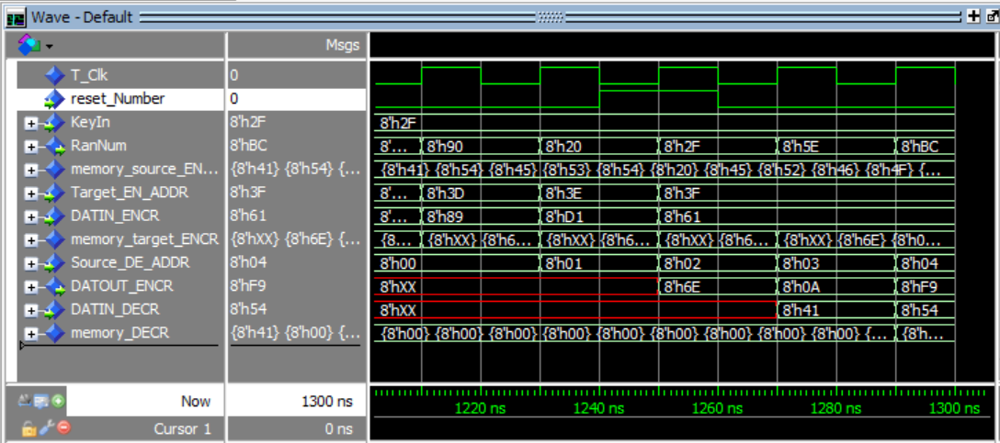 Wave - Default
Msgs
T_Clk 0
reset_Number 0
KeyIn 8'h2F 8'h2F
RanNum 8'hBC 8'... 8'h90 8'h20 8'h2F 8'h5E 8'hBC
memory_source_EN... {8'h41} {8'h54} {... {8'h41} {8'h54} {8'h45} {8'h53} {8'h54} {8'h20} {8'h45} {8'h52} {8'h46} {8'h4F} {...
Target_EN_ADDR 8'h3F 8'... 8'h3D 8'h3E 8'h3F
DATIN_ENCR 8'h61 8'... 8'h89 8'hD1 8'h61
memory_target_ENCR {8'hXX} {8'h6E} {... {8... {8'hXX} {8'h6... {8'hXX} {8'h6... {8'hXX} {8'h6... {8'hXX} {8'h6E} {8'h0...
Source_DE_ADDR 8'h04 8'h00 8'h01 8'h02 8'h03 8'h04
DATOUT_ENCR 8'hF9 8'hXX 8'h6E 8'h0A 8'hF9
DATIN_DECR 8'h54 8'hXX 8'h41 8'h54
memory_DECR {8'h41} {8'h00} {... {8'h00} {8'h00} {8'h00} {8'h00} {8'h00} {8'h00} {8'h00} {8'h00} {8'h00} {... {8'h...
Now 1300 ns 1220 ns 1240 ns 1260 ns 1280 ns 1300 ns
Cursor 1 0 ns